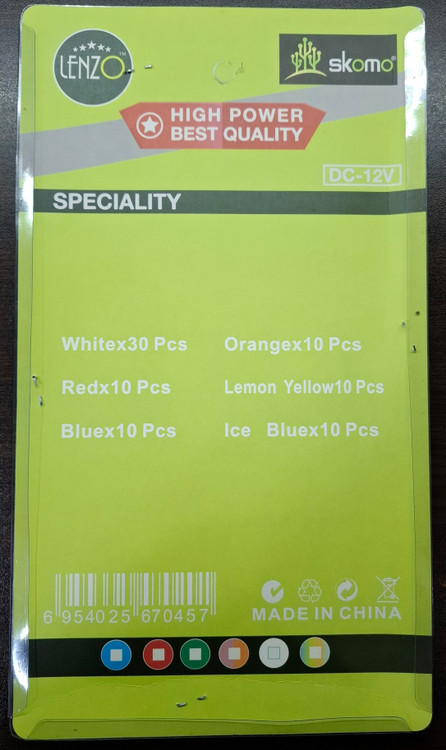 LENZO™
skomo®
HIGH POWER
BEST QUALITY
DC-12V
SPECIALITY
Whitex30 Pcs Orangex10 Pcs
Redx10 Pcs Lemon Yellow10 Pcs
Bluex10 Pcs Ice Bluex10 Pcs
6 954025 670457
MADE IN CHINA